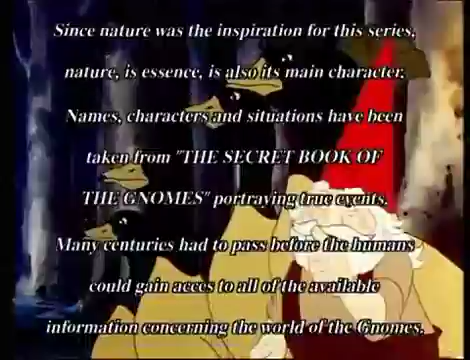 Since nature was the inspiration for this series,
nature, is essence, is also its main character.
Names, characters and situations have been
taken from "THE SECRET BOOK OF
THE GNOMES" portraying true events.
Many centuries had to pass before the humans
could gain acces to all of the available
information concerning the world of the Gnomes.